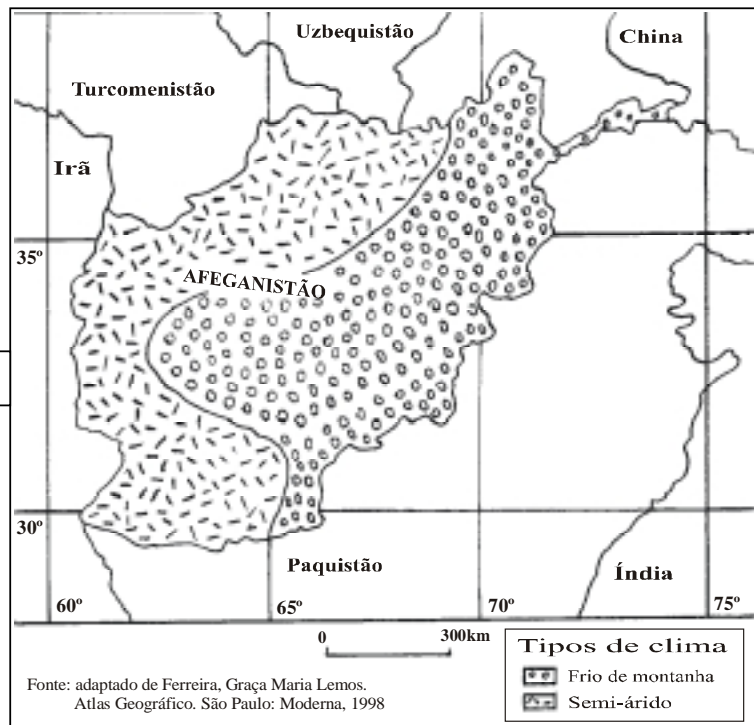 Uzbequistão
China
Turcomenistão
Irã
35º
AFEGANISTÃO
30º
Paquistão
Índia
60º
65º
70º
75º
0 300km
Tipos de clima
Frio de montanha
Semi-árido
Fonte: adaptado de Ferreira, Graça Maria Lemos.
Atlas Geográfico. São Paulo: Moderna, 1998